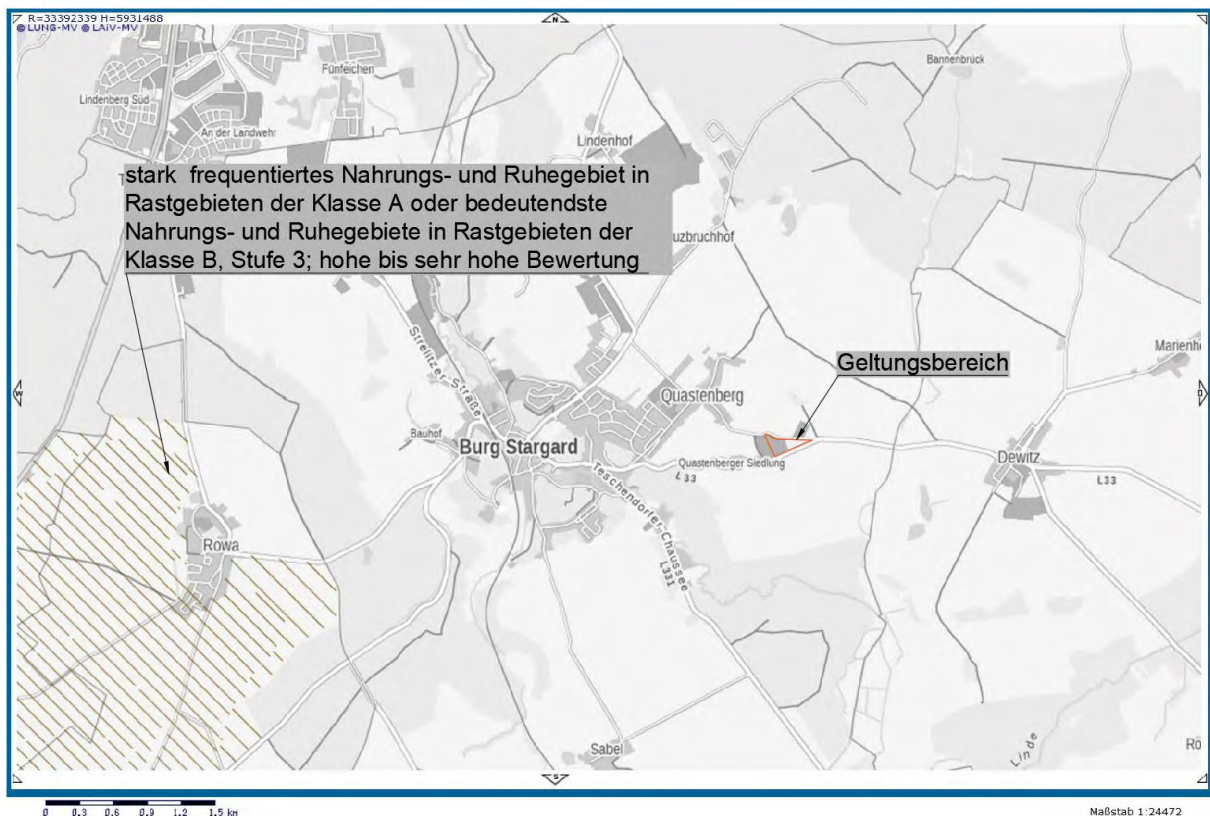 R=33392339 H=5931488
© LUNG-MV © LAiV-MV
N
Fünfeichen
Bannenbrück
Lindenberg Süd
An der Landwehr
Lindenhof
stark frequentiertes Nahrungs- und Ruhegebiet in
Rastgebieten der Klasse A oder bedeutendste
Nahrungs- und Ruhegebiete in Rastgebieten der
Klasse B, Stufe 3; hohe bis sehr hohe Bewertung
uzbruchhof
Strelitzer Straße
Marienh
Geltungsbereich
W
O
Quastenberg
Bauhof
Burg Stargard
Quastenberger Siedlung
L33
Dewitz
L33
Teschendorfer Chaussee
L331
Rowa
Sabel
Linde
Rö
S
0 0.3 0.6 0.9 1.2 1.5 km
Maßstab 1:24472